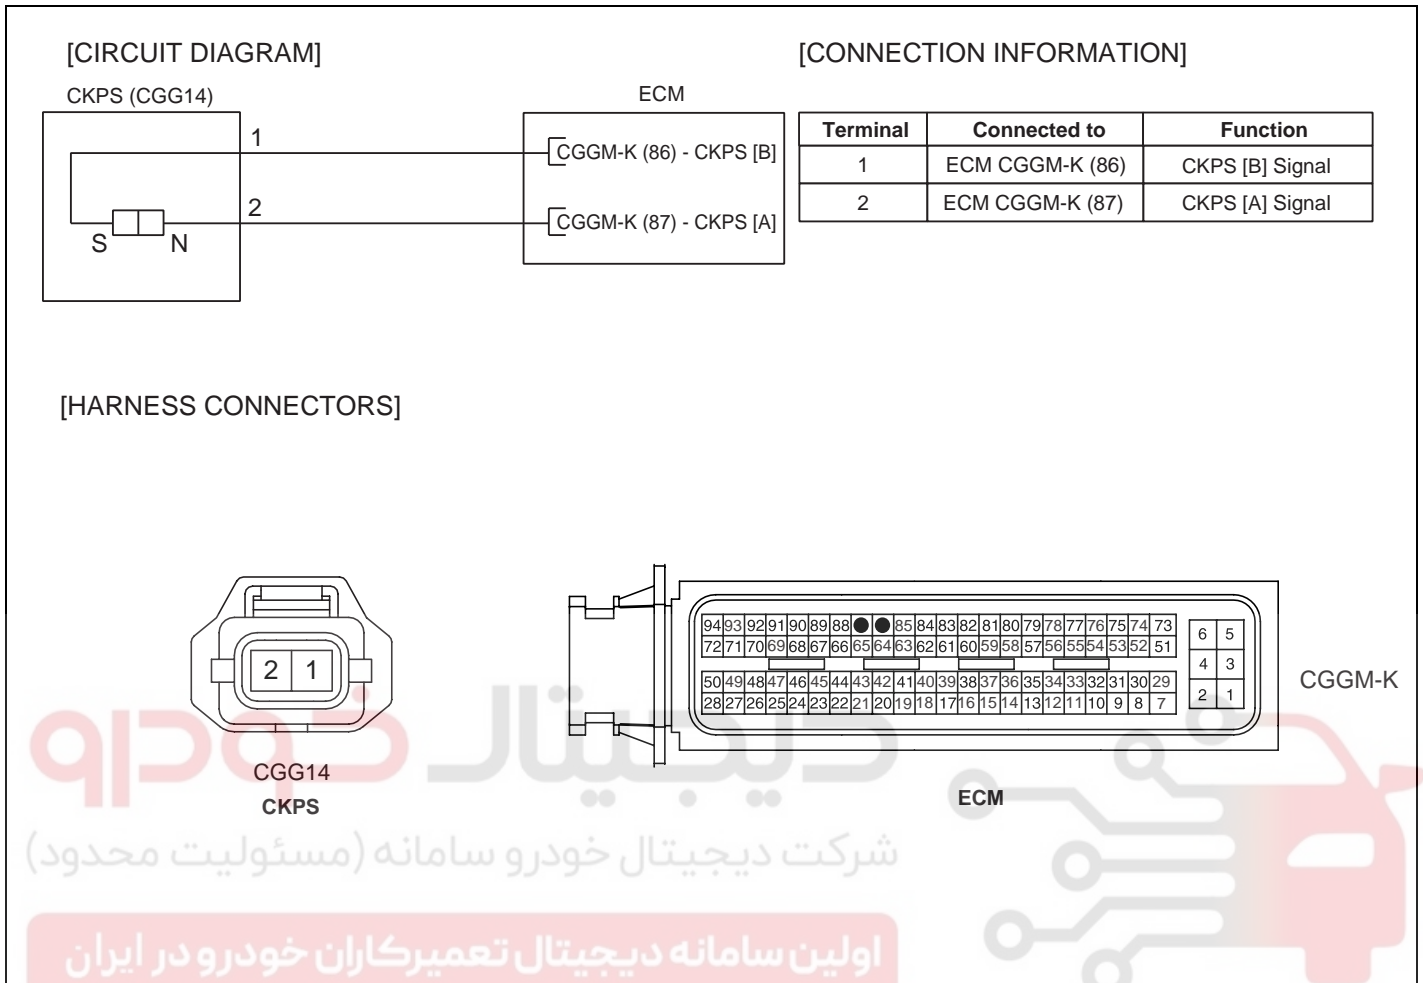 [CIRCUIT DIAGRAM]
CKPS (CGG14)
ECM
1
CGGM-K (86) - CKPS [B]
2
CGGM-K (87) - CKPS [A]
S
N
[CONNECTION INFORMATION]
Terminal Connected to Function
1 ECM CGGM-K (86) CKPS [B] Signal
2 ECM CGGM-K (87) CKPS [A] Signal
[HARNESS CONNECTORS]
2 1
CGG14
CKPS
94 93 92 91 90 89 88 85 84 83 82 81 80 79 78 77 76 75 74 73
72 71 70 69 68 67 66 65 64 63 62 61 60 59 58 57 56 55 54 53 52 51
50 49 48 47 46 45 44 43 42 41 40 39 38 37 36 35 34 33 32 31 30 29
28 27 26 25 24 23 22 21 20 19 18 17 16 15 14 13 12 11 10 9 8 7
6 5
4 3
2 1
CGGM-K
ECM
دیجیتال خودرو
شرکت دیجیتال خودرو سامانه (مسئولیت محدود)
اولین سامانه دیجیتال تعمیرکاران خودرو در ایران